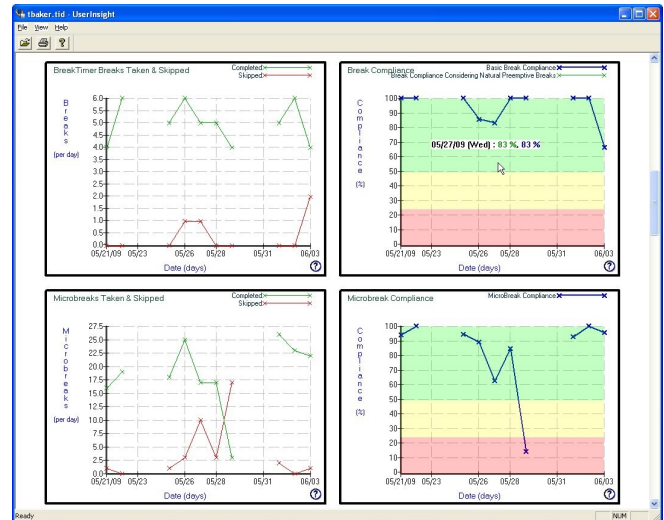 tbaker.tid - UserInsight
File View Help
BreakTimer Breaks Taken & Skipped
Completed
Skipped
Breaks
(per day)
6.0
5.5
5.0
4.5
4.0
3.5
3.0
2.5
2.0
1.5
1.0
0.5
0.0
05/21/09 05/23 05/26 05/28 05/31 06/03
Date (days)
Break Compliance
Basic Break Compliance
Break Compliance Considering Natural Preemptive Breaks
Compliance
(%)
100
90
80
70
60
50
40
30
20
10
0
05/27/09 (Wed) : 83 %, 83 %
05/21/09 05/23 05/26 05/28 05/31 06/03
Date (days)
Microbreaks Taken & Skipped
Completed
Skipped
Microbreaks
(per day)
27.5
25.0
22.5
20.0
17.5
15.0
12.5
10.0
7.5
5.0
2.5
0.0
05/21/09 05/23 05/26 05/28 05/31 06/03
Date (days)
Microbreak Compliance
MicroBreak Compliance
Compliance
(%)
100
90
80
70
60
50
40
30
20
10
0
05/21/09 05/23 05/26 05/28 05/31 06/03
Date (days)
Ready
NUM